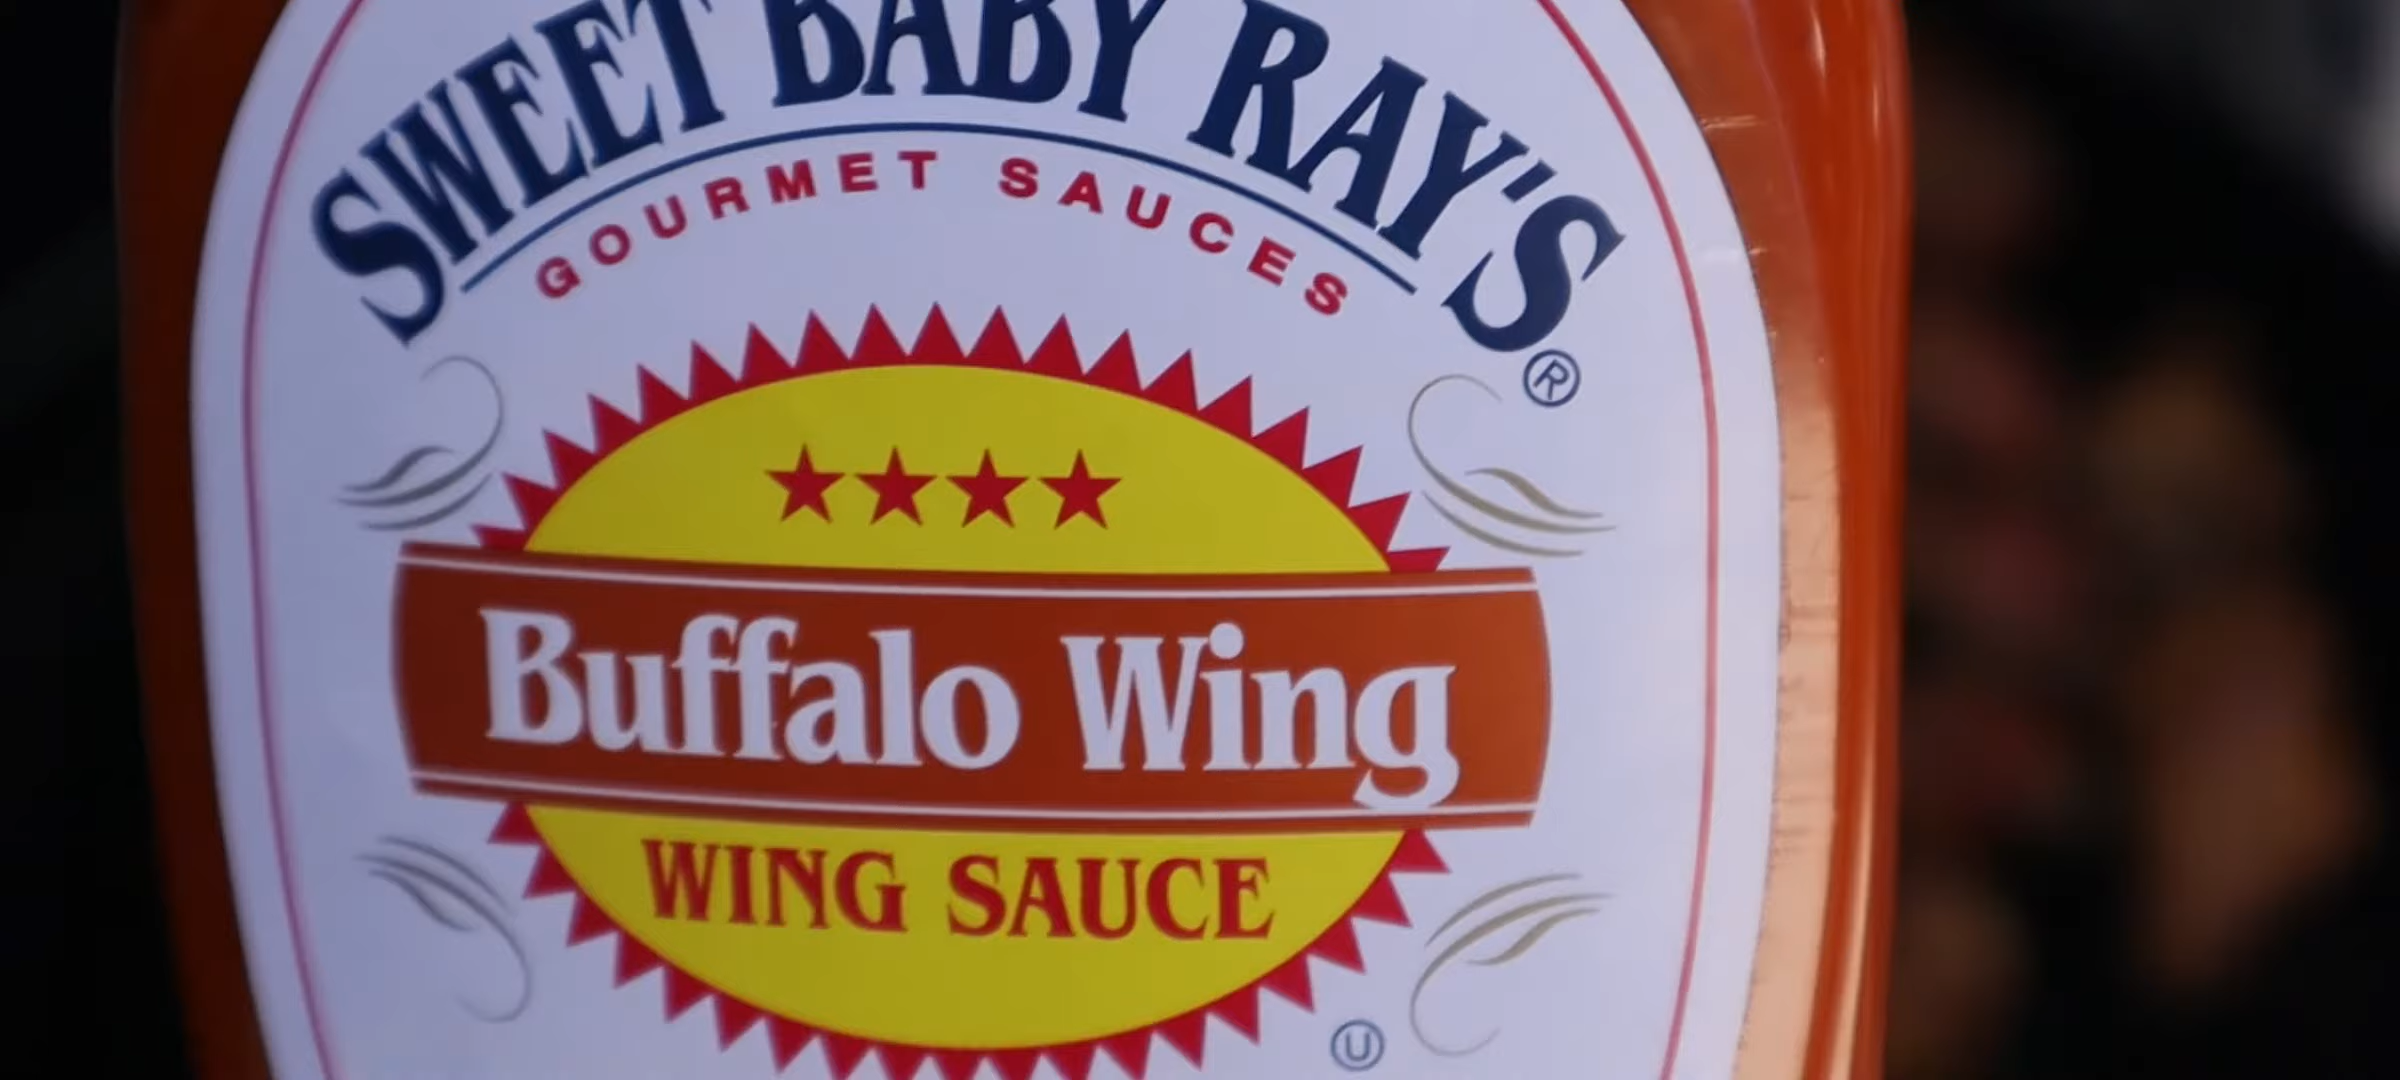 SWEET BABY RAY'S®
GOURMET SAUCES
Buffalo Wing
WING SAUCE
U